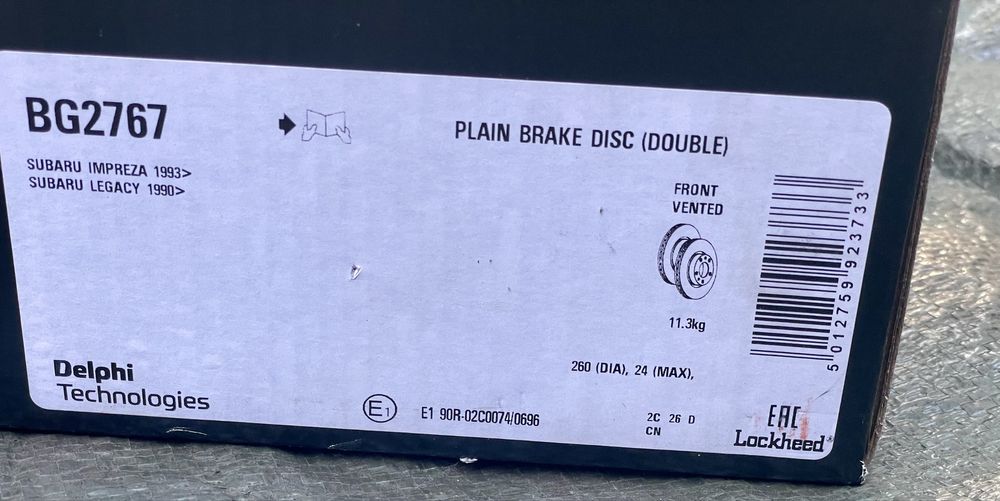 BG2767
SUBARU IMPREZA 1993>
SUBARU LEGACY 1990>
PLAIN BRAKE DISC (DOUBLE)
FRONT
VENTED
11.3kg
260 (DIA), 24 (MAX),
5 012759 923733
Delphi
Technologies
E1
E1 90R-02C0074/0696
2C 26 D
CN
EAC
Lockheed